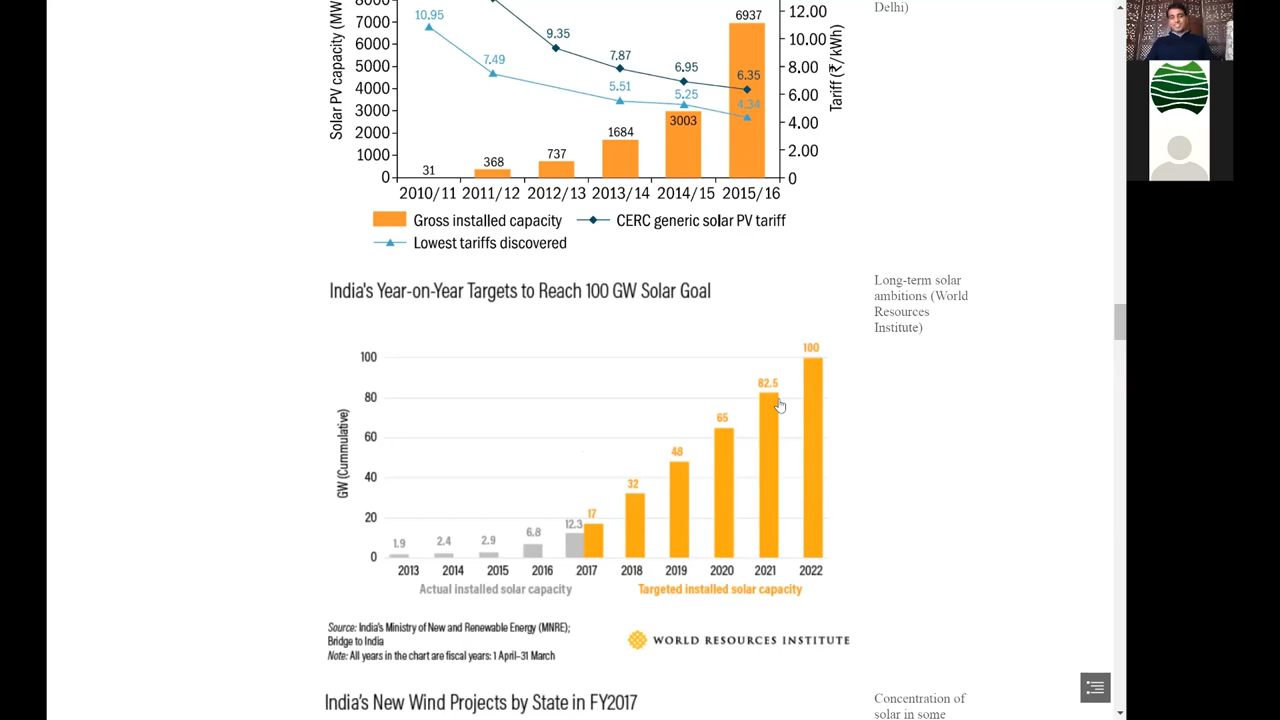 Solar PV capacity (MW
8000
7000
6000
5000
4000
3000
2000
1000
0
10.95
7.49
9.35
7.87
6.95
6.35
5.51
5.25
4.34
31
368
737
1684
3003
6937
12.00
10.00
8.00
6.00
4.00
2.00
0
Tariff (₹/kWh)
2010/11 2011/12 2012/13 2013/14 2014/15 2015/16
Gross installed capacity
CERC generic solar PV tariff
Lowest tariffs discovered
Delhi)
India's Year-on-Year Targets to Reach 100 GW Solar Goal
Long-term solar
ambitions (World
Resources
Institute)
GW (Cummulative)
100
80
60
40
20
0
1.9
2.4
2.9
6.8
12.3
17
32
48
65
82.5
100
2013 2014 2015 2016 2017 2018 2019 2020 2021 2022
Actual installed solar capacity
Targeted installed solar capacity
Source: India's Ministry of New and Renewable Energy (MNRE);
Bridge to India
Note: All years in the chart are fiscal years: 1 April–31 March
WORLD RESOURCES INSTITUTE
India's New Wind Projects by State in FY2017
Concentration of
solar in some